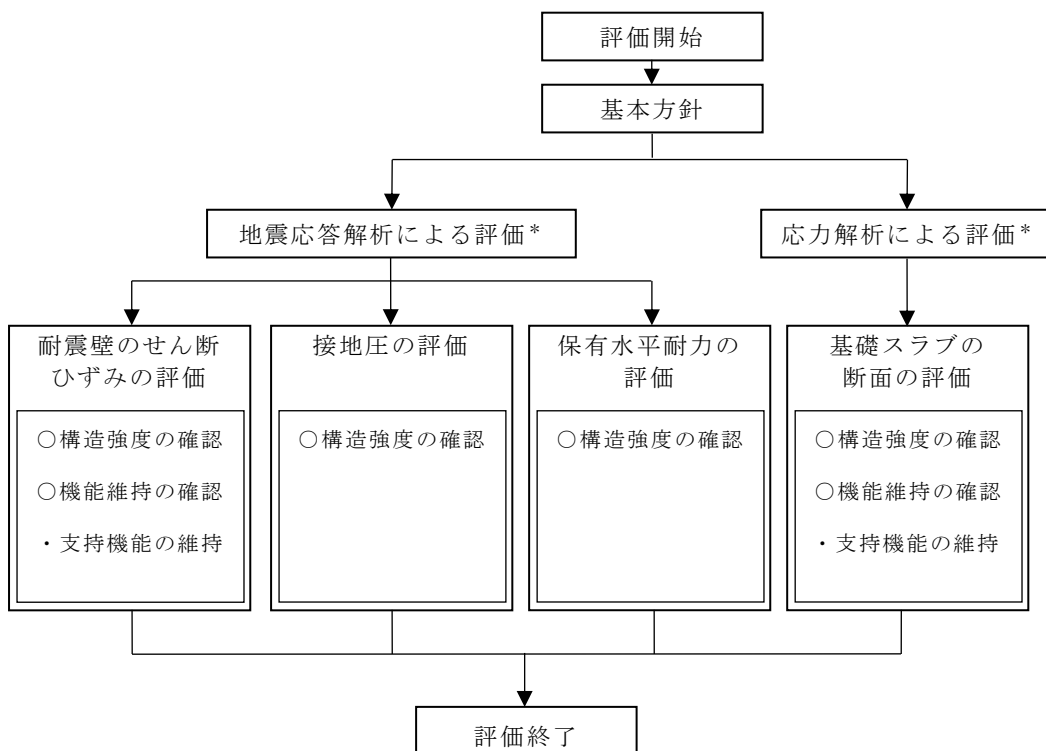 評価開始
基本方針
地震応答解析による評価*
応力解析による評価*
耐震壁のせん断
ひずみの評価
○構造強度の確認
○機能維持の確認
・支持機能の維持
接地圧の評価
○構造強度の確認
保有水平耐力の
評価
○構造強度の確認
基礎スラブの
断面の評価
○構造強度の確認
○機能維持の確認
・支持機能の維持
評価終了